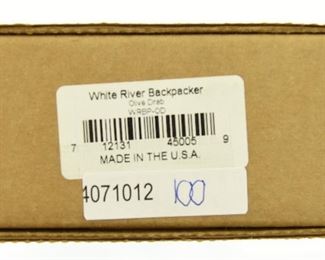 White River Backpacker
Olive Drab
WRBP-OD
7 12131 45005 9
MADE IN THE U.S.A.
4071012 100